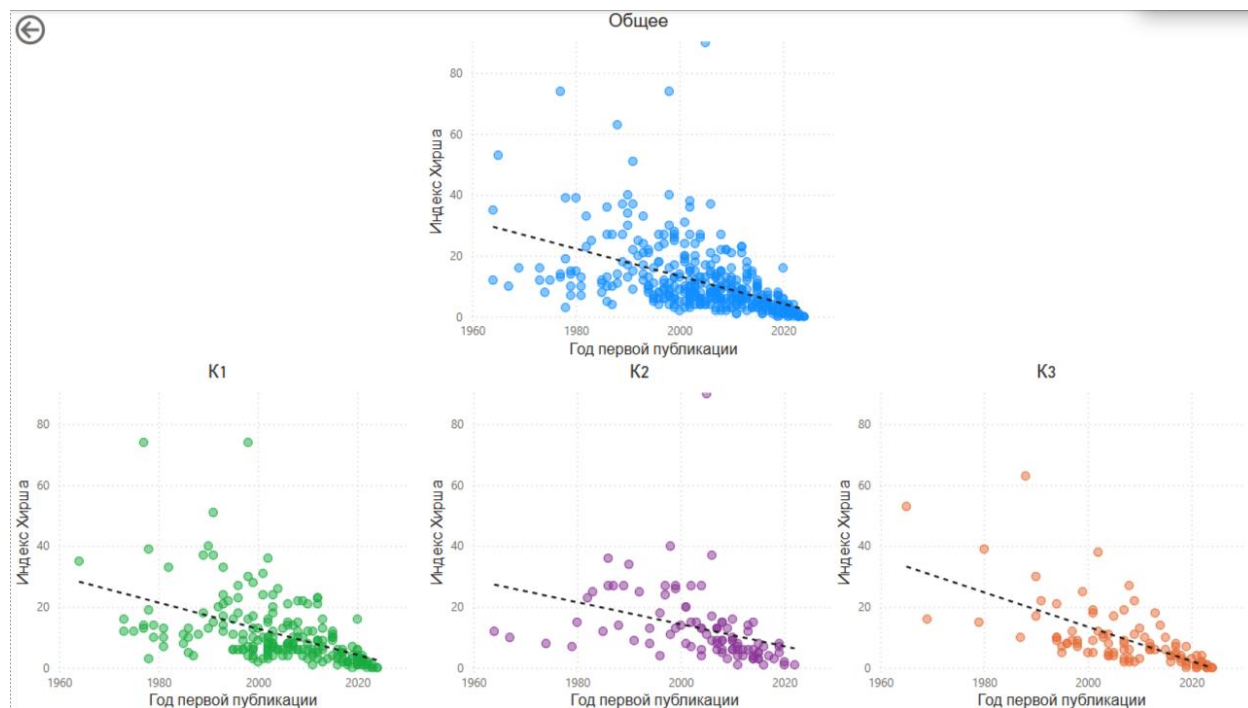 Общее
80
60
40
20
0
Индекс Хирша
1960 1980 2000 2020
Год первой публикации
К1 К2 К3
80 80 80
60 60 60
40 40 40
20 20 20
0 0 0
Индекс Хирша Индекс Хирша Индекс Хирша
1960 1980 2000 2020 1960 1980 2000 2020 1960 1980 2000 2020
Год первой публикации Год первой публикации Год первой публикации